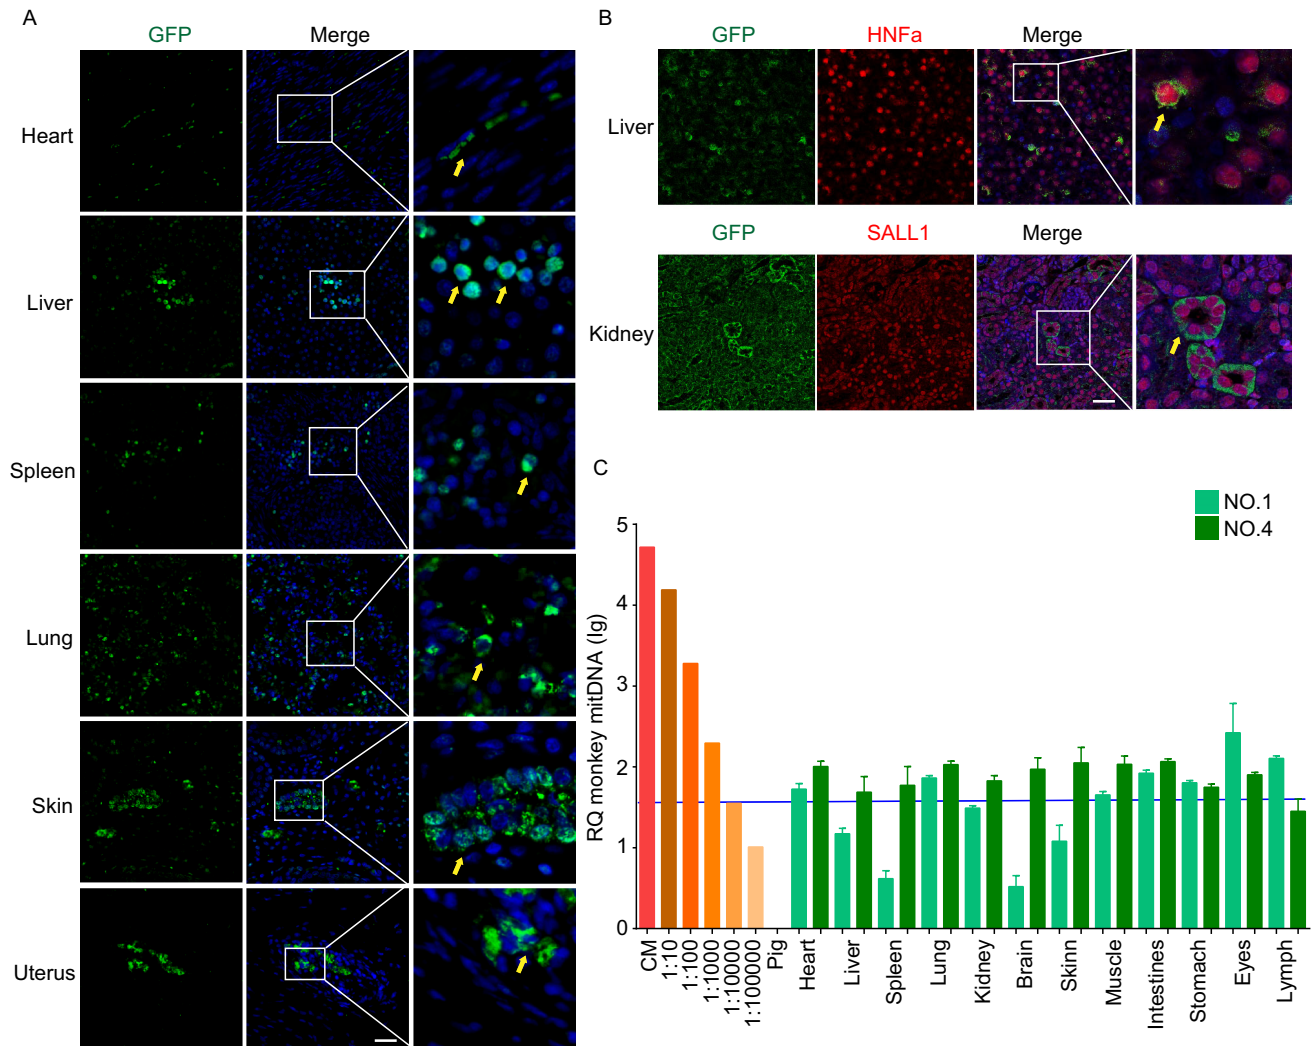 A
GFP Merge
Heart
Liver
Spleen
Lung
Skin
Uterus
B
GFP HNFa Merge
Liver
GFP SALL1 Merge
Kidney
C
NO.1
NO.4
RQ monkey mitDNA (lg)
5
4
3
2
1
0
CM
1:10
1:100
1:1000
1:10000
1:100000
Pig
Heart
Liver
Spleen
Lung
Kidney
Brain
Skinn
Muscle
Intestines
Stomach
Eyes
Lymph